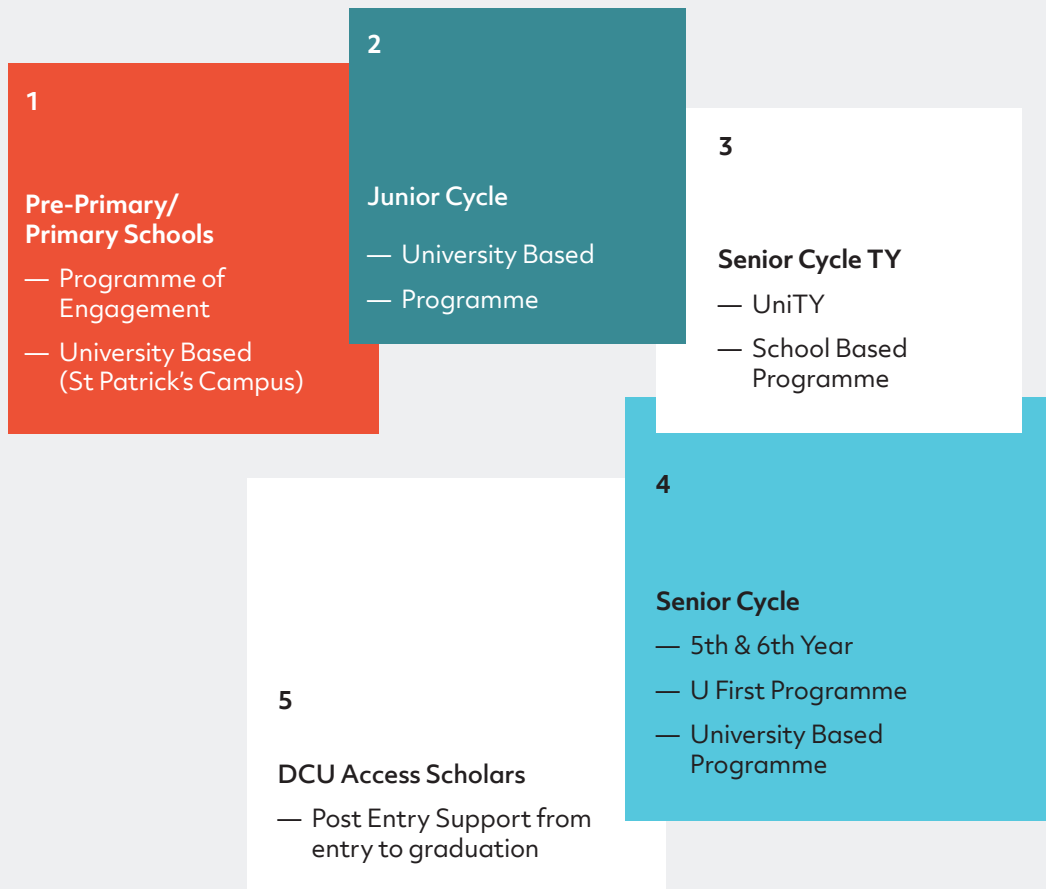 1
Pre-Primary/
Primary Schools
— Programme of
Engagement
— University Based
(St Patrick's Campus)
2
Junior Cycle
— University Based
— Programme
3
Senior Cycle TY
— UniTY
— School Based
Programme
4
Senior Cycle
— 5th & 6th Year
— U First Programme
— University Based
Programme
5
DCU Access Scholars
— Post Entry Support from
entry to graduation